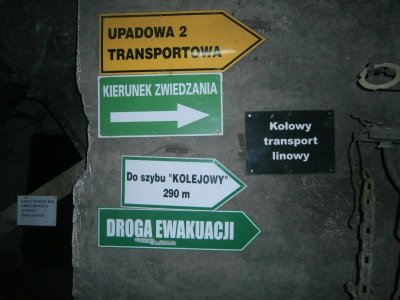 UPADOWA 2
TRANSPORTOWA
KIERUNEK ZWIEDZANIA
Kołowy
transport
linowy
Do szybu "KOLEJOWY"
290 m
DROGA EWAKUACJI